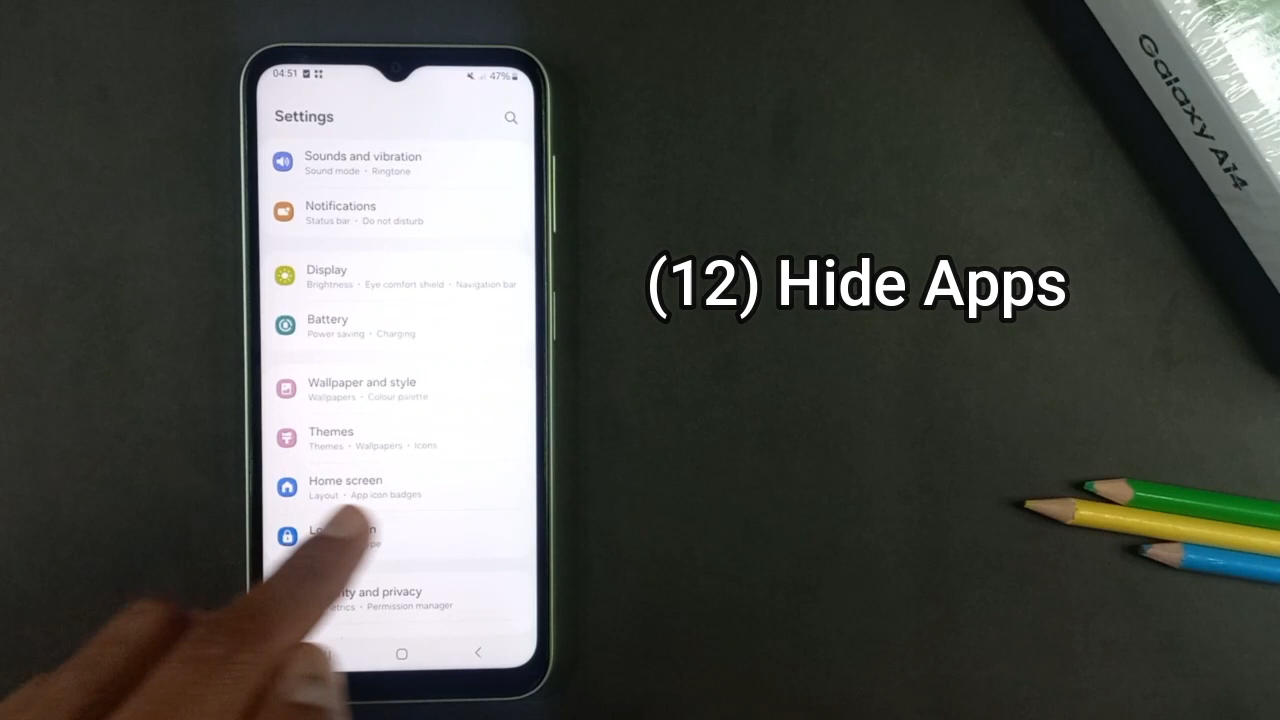 04:51
47%
Settings
Sounds and vibration
Sound mode • Ringtone
Notifications
Status bar • Do not disturb
Display
Brightness • Eye comfort shield • Navigation bar
Battery
Power saving • Charging
Wallpaper and style
Wallpapers • Colour palette
Themes
Themes • Wallpapers • Icons
Home screen
Layout • App icon badges
and privacy
Permission manager
(12) Hide Apps
Galaxy A14